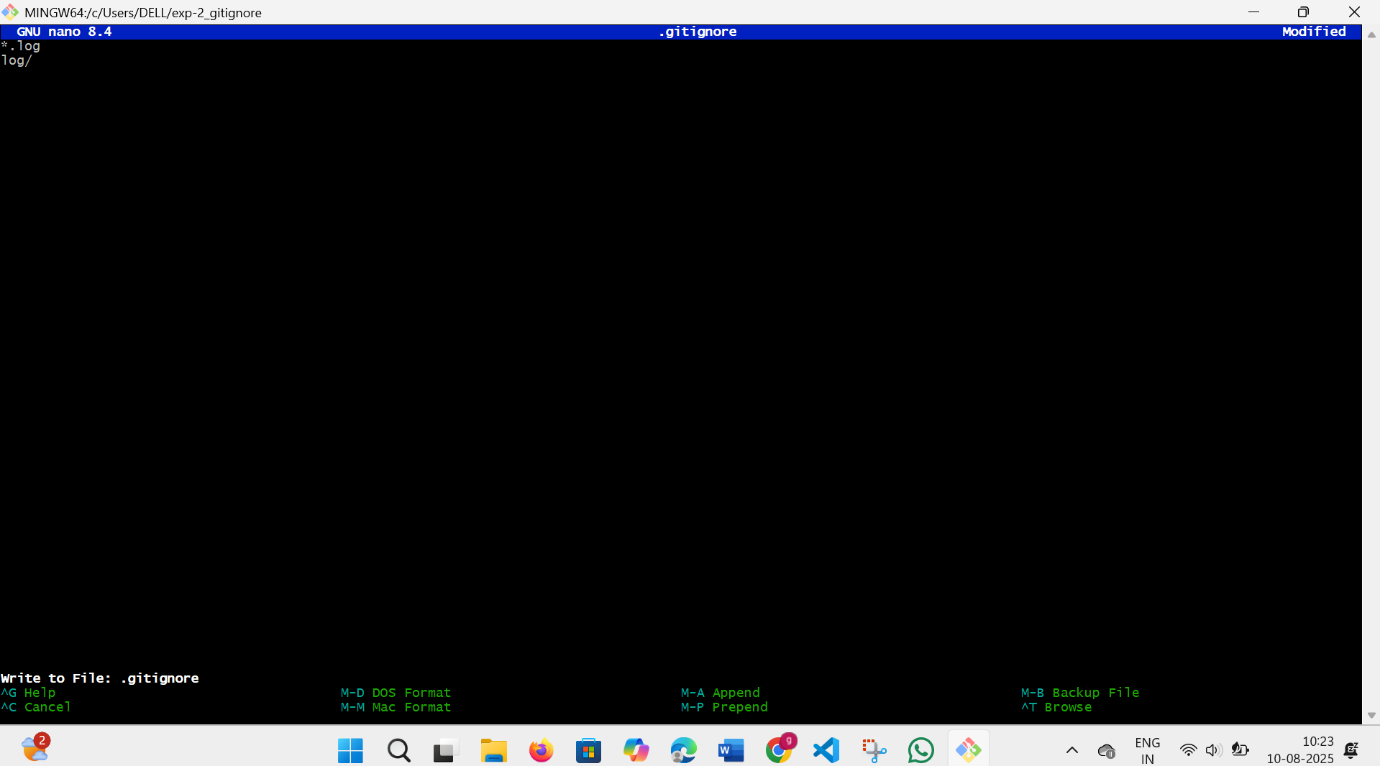 MINGW64:/c/Users/DELL/exp-2_gitignore
GNU nano 8.4 .gitignore Modified
*.log
log/
Write to File: .gitignore
^G Help M-D DOS Format M-A Append M-B Backup File
^C Cancel M-M Mac Format M-P Prepend ^T Browse
2
g
ENG
IN
10:23
10-08-2025